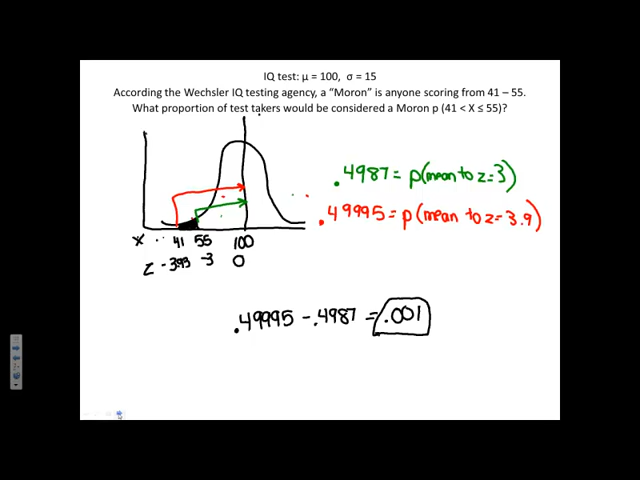 IQ test: μ = 100,  σ = 15
According the Wechsler IQ testing agency, a “Moron” is anyone scoring from 41 – 55.
What proportion of test takers would be considered a Moron p (41 < X ≤ 55)?
.4987 = p(mean to z=3)
.49995 = p(mean to z= 3.9)
X 41 55 100
Z -3.93 -3 0
.49995 - .4987 = .001